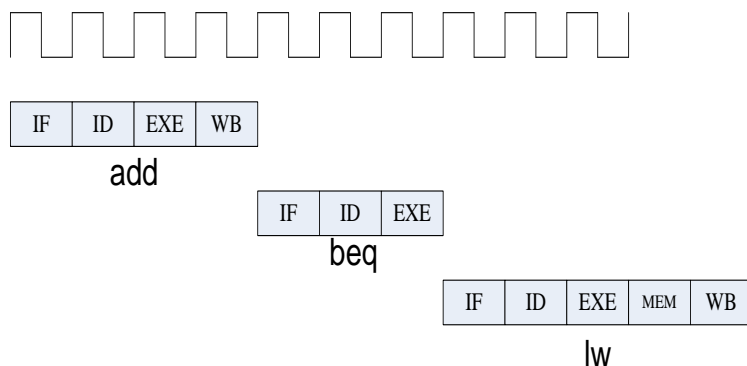 IF ID EXE WB
add
IF ID EXE
beq
IF ID EXE MEM WB
lw